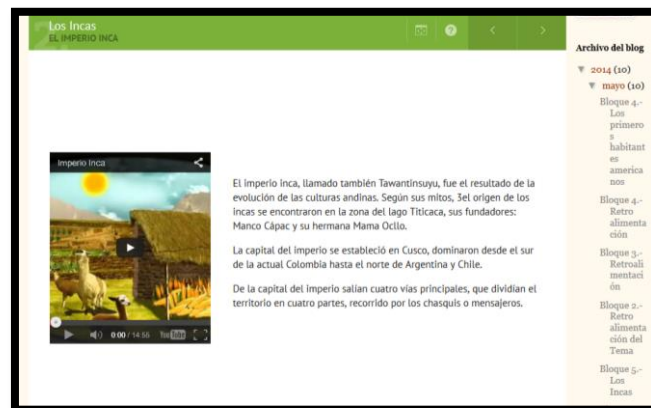 Los Incas
EL IMPERIO INCA
Imperio Inca
0:00 / 14:56
YouTube
El imperio inca, llamado también Tawantinsuyu, fue el resultado de la
evolución de las culturas andinas. Según sus mitos, 3el origen de los
incas se encontraron en la zona del lago Titicaca, sus fundadores:
Manco Cápac y su hermana Mama Ocllo.
La capital del imperio se estableció en Cusco, dominaron desde el sur
de la actual Colombia hasta el norte de Argentina y Chile.
De la capital del imperio salían cuatro vías principales, que dividían el
territorio en cuatro partes, recorrido por los chasquis o mensajeros.
Archivo del blog
▼ 2014 (10)
▼ mayo (10)
Bloque 4.-
Los
primero
s
habitant
es
america
nos
Bloque 4.-
Retro
alimenta
ción
Bloque 3.-
Retroali
mentaci
ón
Bloque 2.-
Retro
alimenta
ción del
Tema
Bloque 5.-
Los
Incas